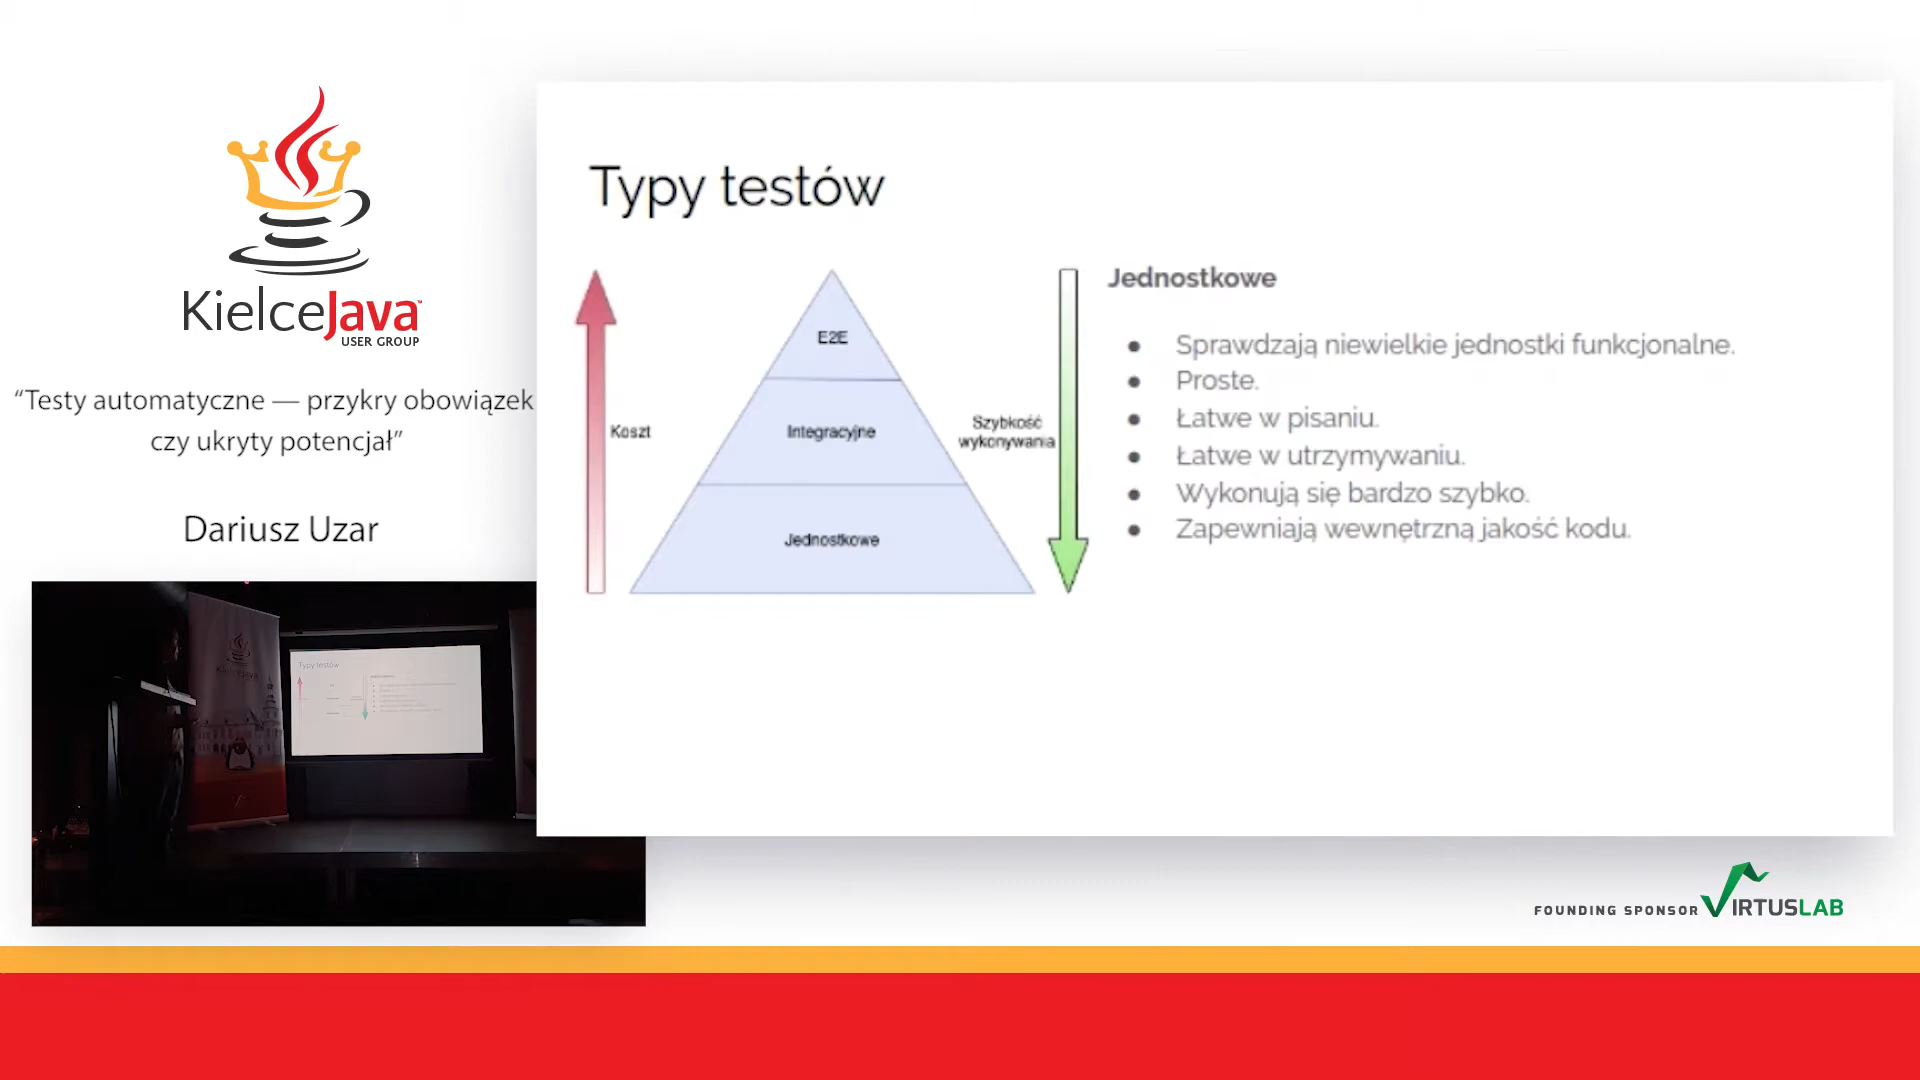 KielceJava
USER GROUP
“Testy automatyczne — przykry obowiązek
czy ukryty potencjał”
Dariusz Uzar
Typy testów
Koszt
E2E
Integracyjne
Jednostkowe
Szybkość
wykonywania
Jednostkowe
● Sprawdzają niewielkie jednostki funkcjonalne.
● Proste.
● Łatwe w pisaniu.
● Łatwe w utrzymywaniu.
● Wykonują się bardzo szybko.
● Zapewniają wewnętrzną jakość kodu.
Typy testów
FOUNDING SPONSOR VIRTUSLAB